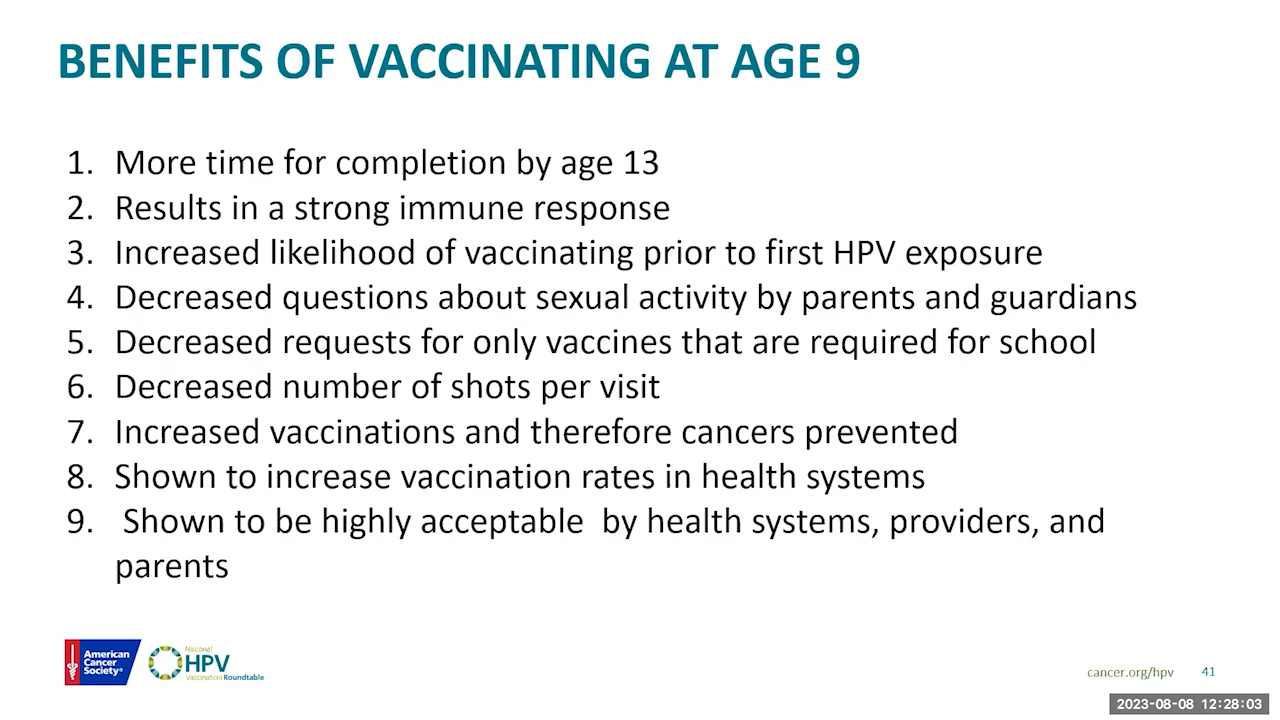 BENEFITS OF VACCINATING AT AGE 9
1. More time for completion by age 13
2. Results in a strong immune response
3. Increased likelihood of vaccinating prior to first HPV exposure
4. Decreased questions about sexual activity by parents and guardians
5. Decreased requests for only vaccines that are required for school
6. Decreased number of shots per visit
7. Increased vaccinations and therefore cancers prevented
8. Shown to increase vaccination rates in health systems
9. Shown to be highly acceptable by health systems, providers, and
parents
American
Cancer
Society®
National
HPV
Vaccination Roundtable
cancer.org/hpv 41
2023-08-08 12:28:03